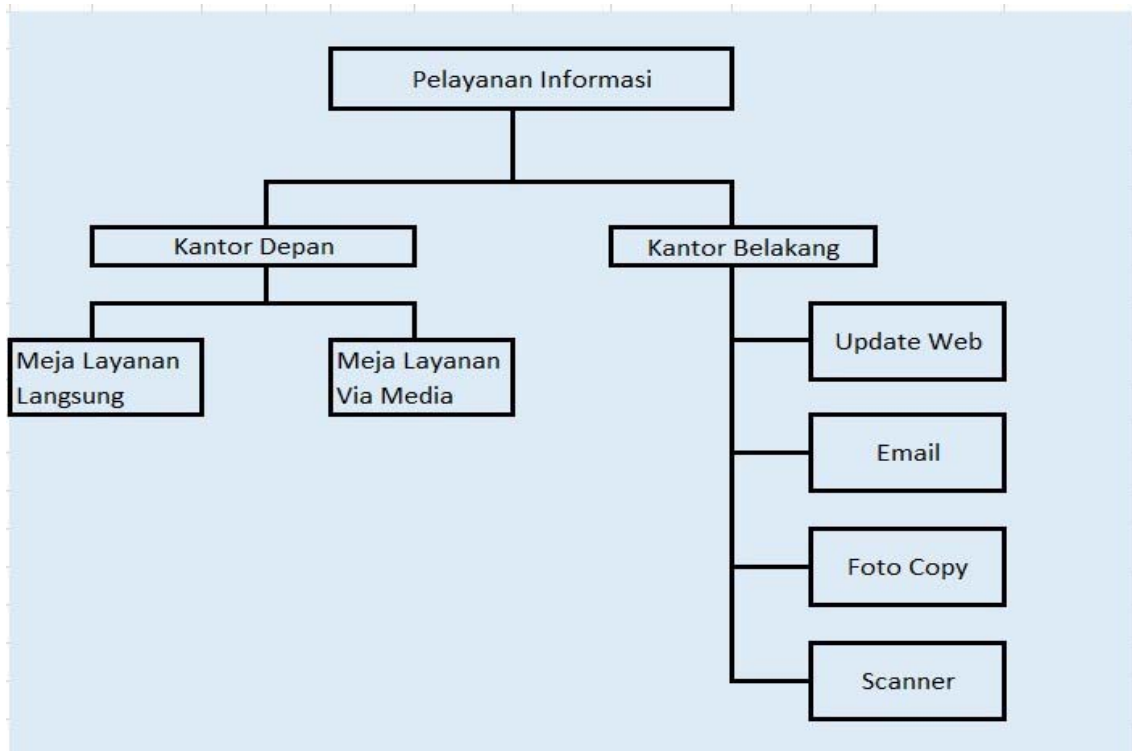 Pelayanan Informasi
Kantor Depan
Kantor Belakang
Meja Layanan
Langsung
Meja Layanan
Via Media
Update Web
Email
Foto Copy
Scanner